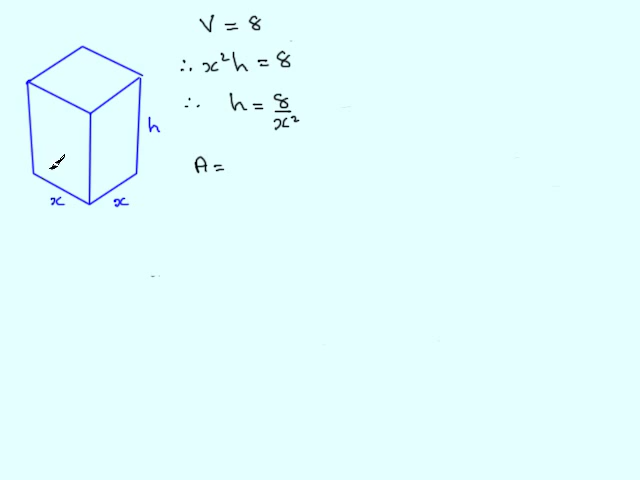 V = 8
∴ x²h = 8
∴ h = 8/x²
h
A =
x x